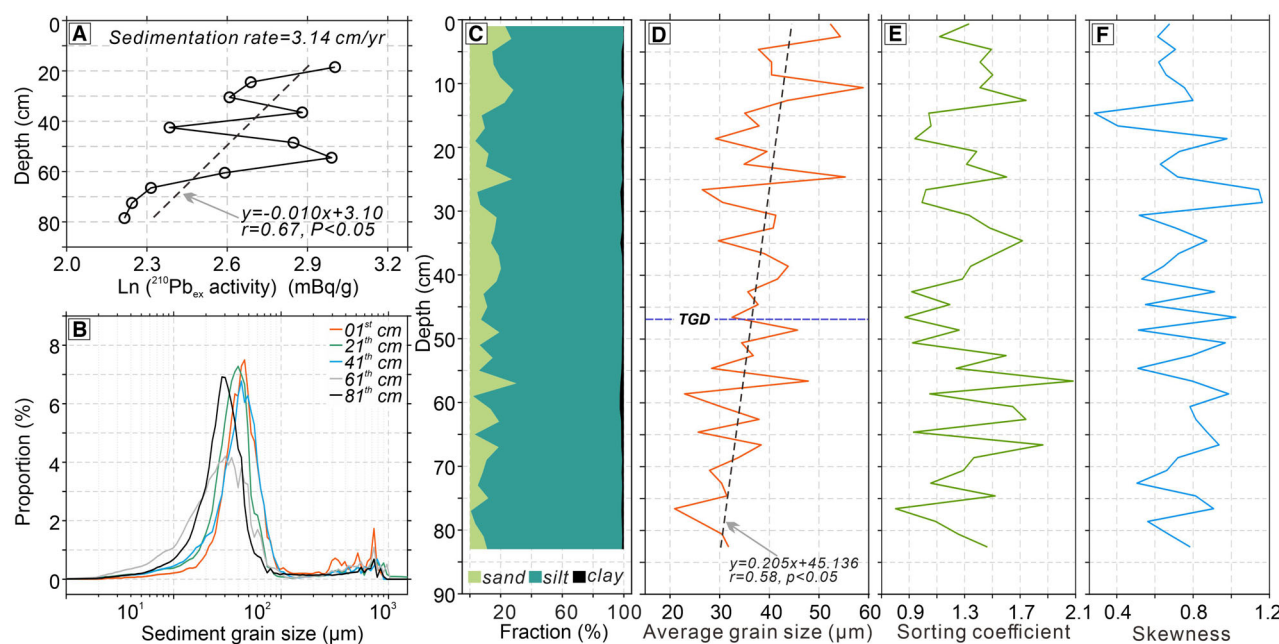 A
Sedimentation rate=3.14 cm/yr
0
20
40
60
80
Depth (cm)
y=-0.010x+3.10
r=0.67, P<0.05
2.0 2.3 2.6 2.9 3.2
Ln (²¹⁰Pbₑₓ activity) (mBq/g)
B
01ˢᵗ cm
21ᵗʰ cm
41ᵗʰ cm
61ᵗʰ cm
81ᵗʰ cm
8
6
4
2
0
Proportion (%)
10¹ 10² 10³
Sediment grain size (μm)
C
0
10
20
30
40
50
60
70
80
90
Depth (cm)
sand silt clay
0 20 40 60 80 100
Fraction (%)
D
TGD
y=0.205x+45.136
r=0.58, p<0.05
20 30 40 50 60
Average grain size (μm)
E
0.9 1.3 1.7 2.1
Sorting coefficient
F
0.4 0.8 1.2
Skewness